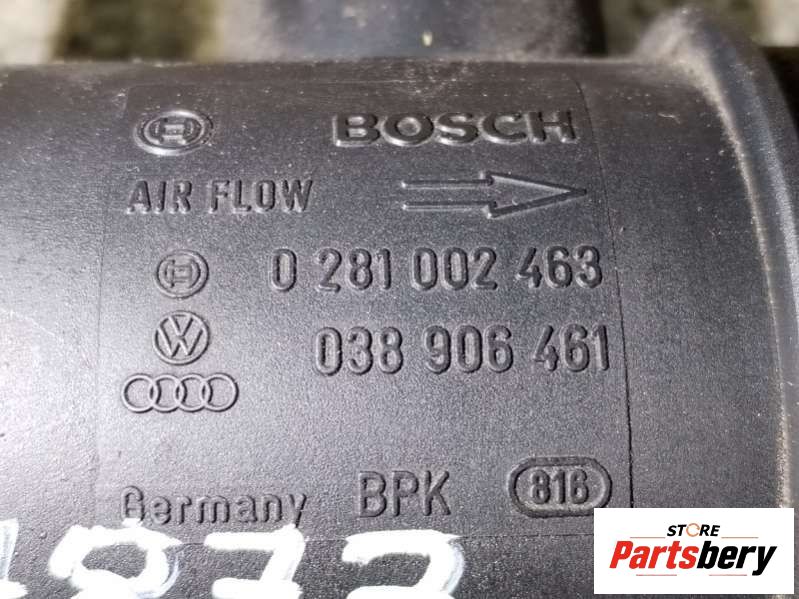 BOSCH
AIR FLOW
0 281 002 463
038 906 461
Germany BPK 816
STORE
Partsbery